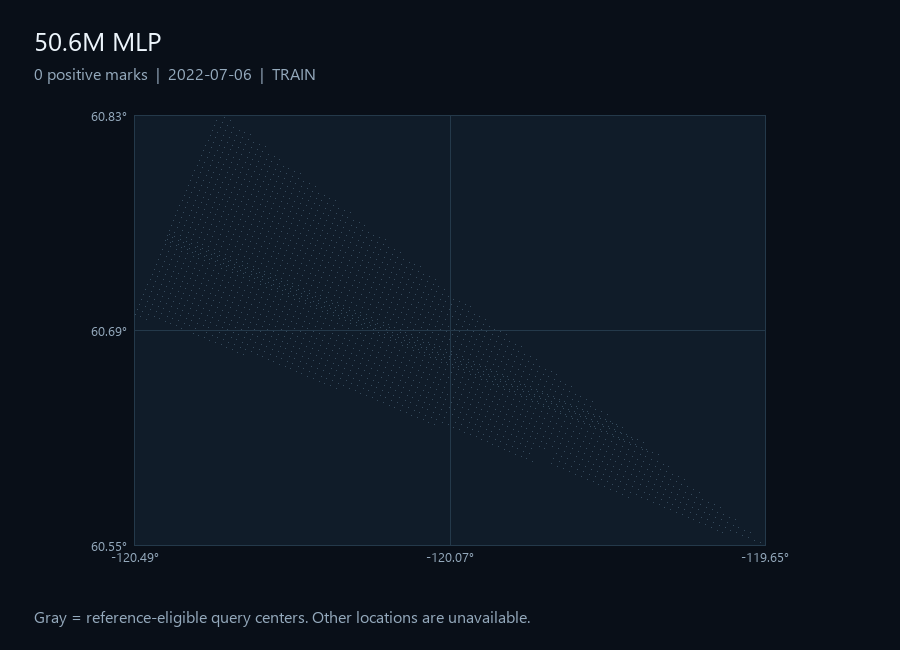 50.6M MLP
0 positive marks | 2022-07-06 | TRAIN
60.83°
60.69°
60.55°
-120.49°
-120.07°
-119.65°
Gray = reference-eligible query centers. Other locations are unavailable.